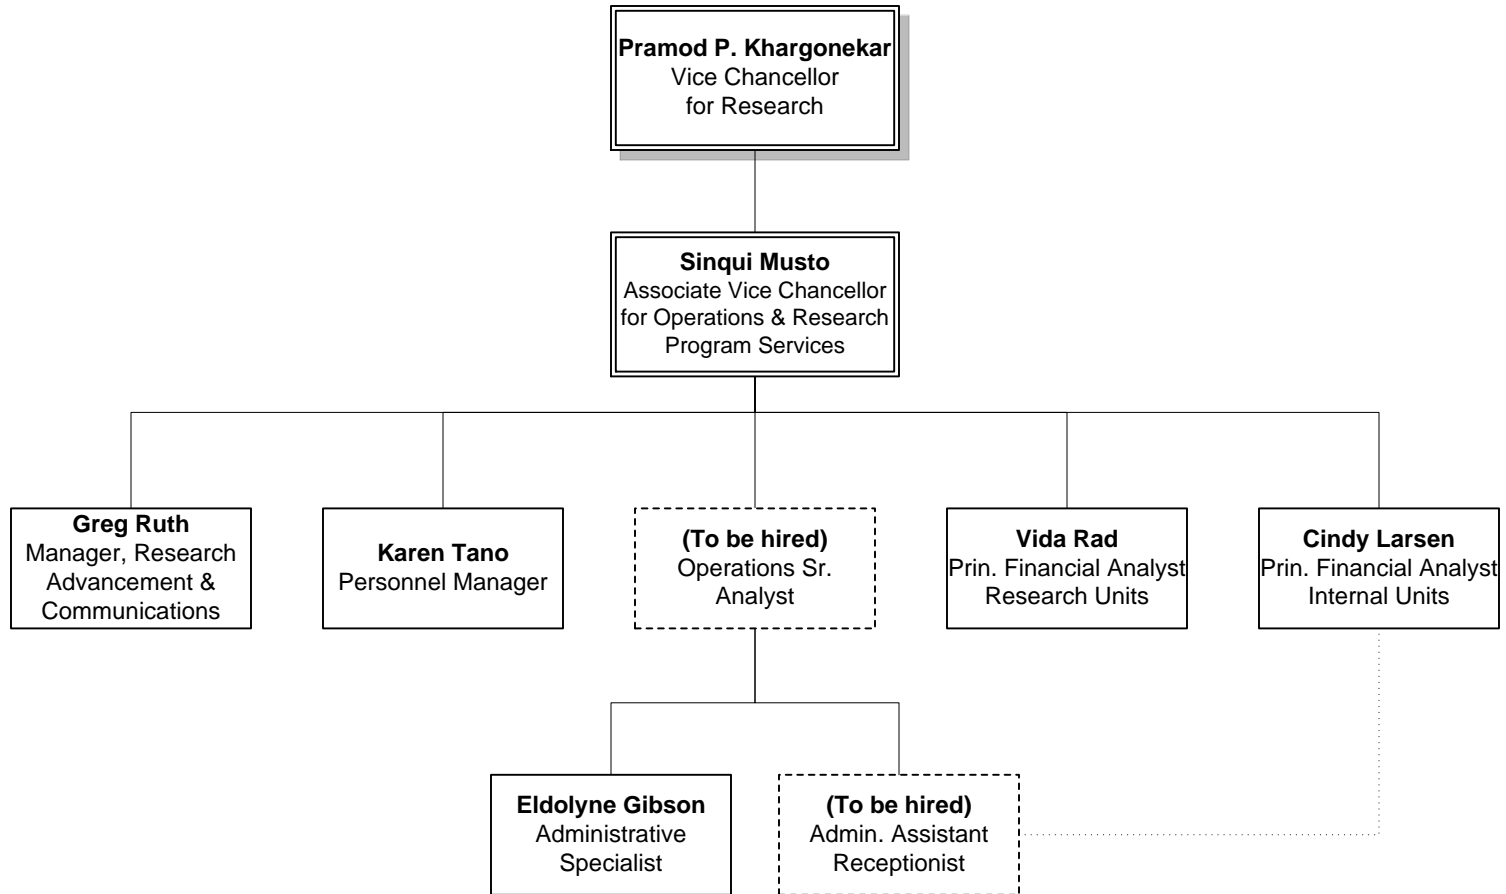 Pramod P. Khargonekar
Vice Chancellor
for Research
Sinqui Musto
Associate Vice Chancellor
for Operations & Research
Program Services
Greg Ruth
Manager, Research
Advancement &
Communications
Karen Tano
Personnel Manager
(To be hired)
Operations Sr.
Analyst
Vida Rad
Prin. Financial Analyst
Research Units
Cindy Larsen
Prin. Financial Analyst
Internal Units
Eldolyne Gibson
Administrative
Specialist
(To be hired)
Admin. Assistant
Receptionist